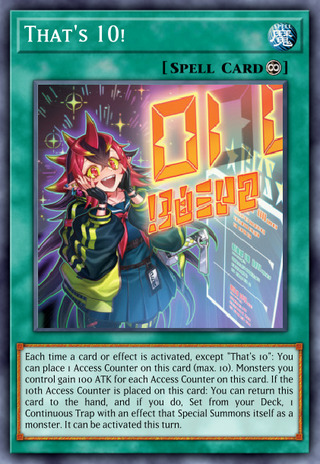 That's 10!
[Spell Card∞]
Each time a card or effect is activated, except "That's 10": You
can place 1 Access Counter on this card (max. 10). Monsters you
control gain 100 ATK for each Access Counter on this card. If the
10th Access Counter is placed on this card: You can return this
card to the hand, and if you do, Set from your Deck, 1
Continuous Trap with an effect that Special Summons itself as a
monster. It can be activated this turn.